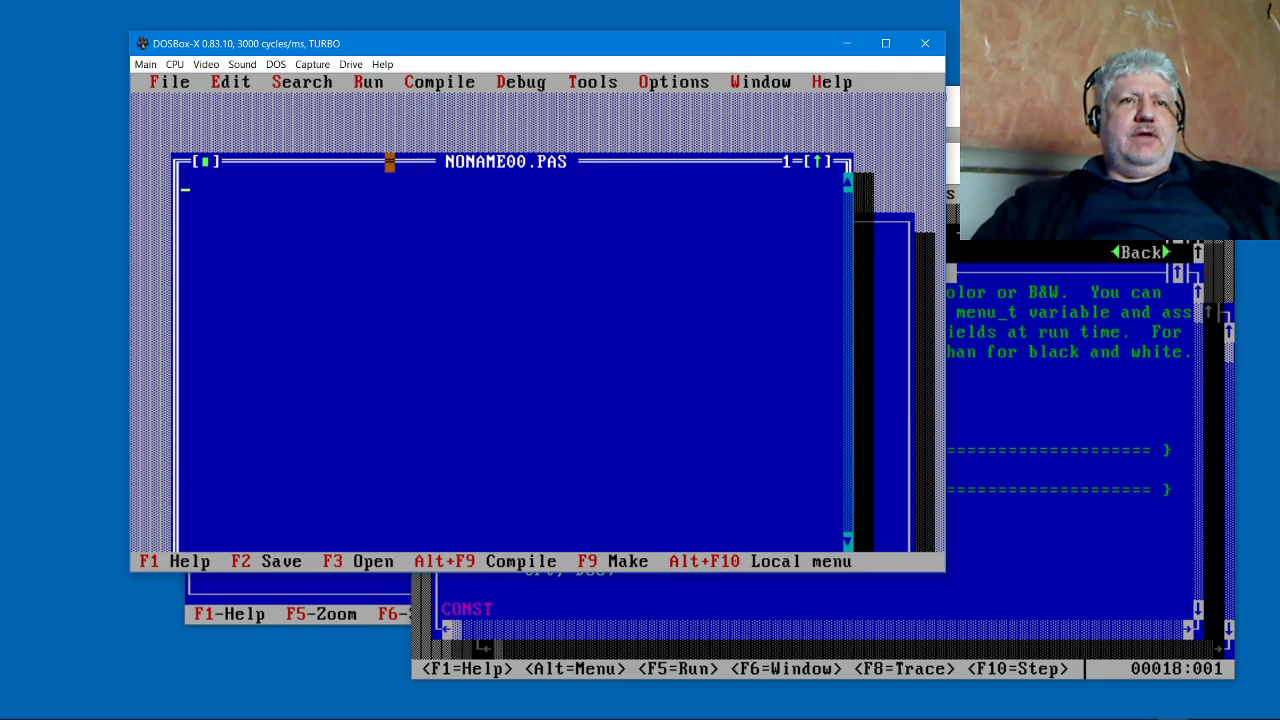 DOSBox-X 0.83.10, 3000 cycles/ms, TURBO
Main CPU Video Sound DOS Capture Drive Help
File Edit Search Run Compile Debug Tools Options Window Help
NONAME00.PAS 1
s
Back
olor or B&W. You can
menu_t variable and ass
ields at run time. For
han for black and white.
=================== }
=================== }
F1 Help F2 Save F3 Open Alt+F9 Compile F9 Make Alt+F10 Local menu
CONST
F1-Help F5-Zoom F6-
<F1=Help> <Alt=Menu> <F5=Run> <F6=Window> <F8=Trace> <F10=Step> 00018:001